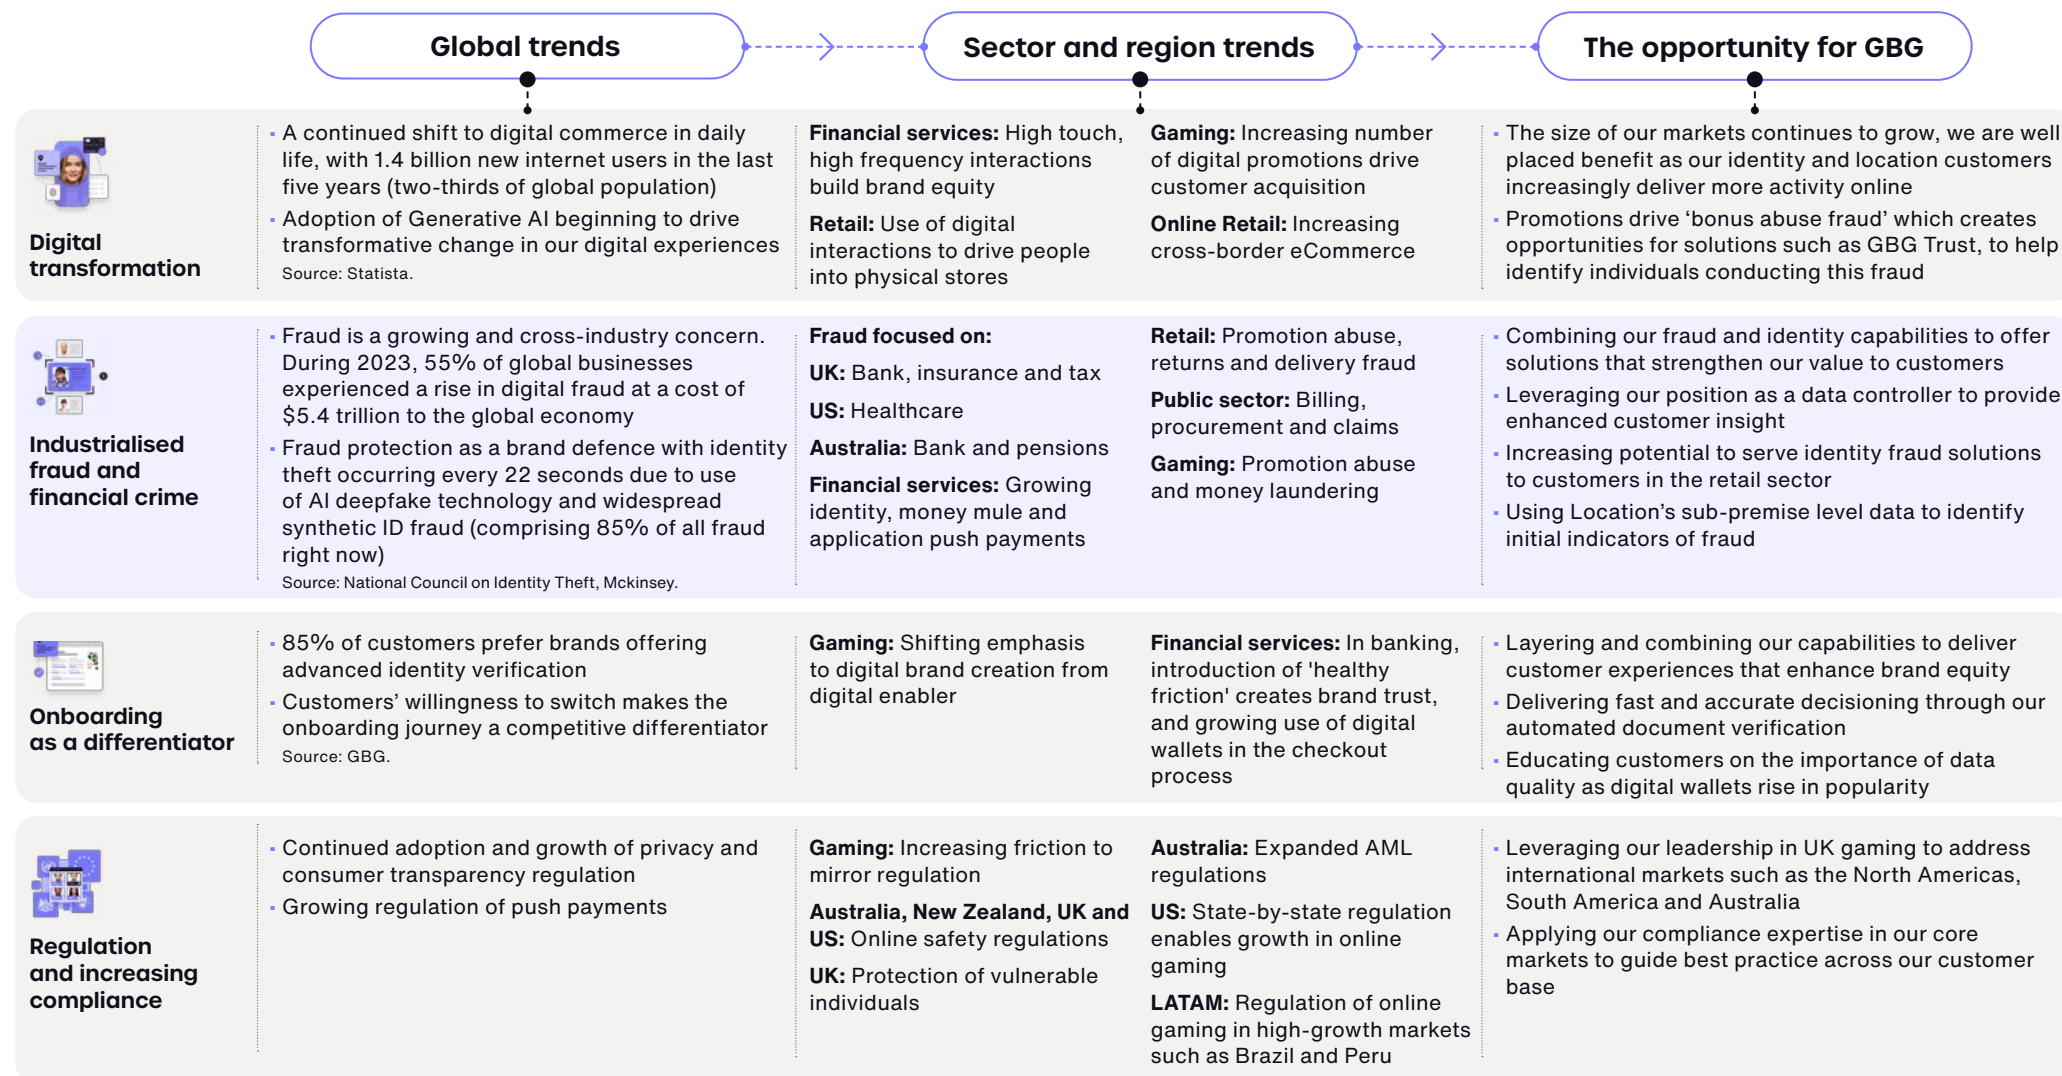 Global trends
Sector and region trends
The opportunity for GBG
Digital
transformation
- A continued shift to digital commerce in daily
life, with 1.4 billion new internet users in the last
five years (two-thirds of global population)
- Adoption of Generative AI beginning to drive
transformative change in our digital experiences
Source: Statista.
Financial services: High touch,
high frequency interactions
build brand equity
Retail: Use of digital
interactions to drive people
into physical stores
Gaming: Increasing number
of digital promotions drive
customer acquisition
Online Retail: Increasing
cross-border eCommerce
- The size of our markets continues to grow, we are well
placed benefit as our identity and location customers
increasingly deliver more activity online
- Promotions drive ‘bonus abuse fraud’ which creates
opportunities for solutions such as GBG Trust, to help
identify individuals conducting this fraud
Industrialised
fraud and
financial crime
- Fraud is a growing and cross-industry concern.
During 2023, 55% of global businesses
experienced a rise in digital fraud at a cost of
$5.4 trillion to the global economy
- Fraud protection as a brand defence with identity
theft occurring every 22 seconds due to use
of AI deepfake technology and widespread
synthetic ID fraud (comprising 85% of all fraud
right now)
Source: National Council on Identity Theft, Mckinsey.
Fraud focused on:
UK: Bank, insurance and tax
US: Healthcare
Australia: Bank and pensions
Financial services: Growing
identity, money mule and
application push payments
Retail: Promotion abuse,
returns and delivery fraud
Public sector: Billing,
procurement and claims
Gaming: Promotion abuse
and money laundering
- Combining our fraud and identity capabilities to offer
solutions that strengthen our value to customers
- Leveraging our position as a data controller to provide
enhanced customer insight
- Increasing potential to serve identity fraud solutions
to customers in the retail sector
- Using Location’s sub-premise level data to identify
initial indicators of fraud
Onboarding
as a differentiator
- 85% of customers prefer brands offering
advanced identity verification
- Customers’ willingness to switch makes the
onboarding journey a competitive differentiator
Source: GBG.
Gaming: Shifting emphasis
to digital brand creation from
digital enabler
Financial services: In banking,
introduction of 'healthy
friction' creates brand trust,
and growing use of digital
wallets in the checkout
process
- Layering and combining our capabilities to deliver
customer experiences that enhance brand equity
- Delivering fast and accurate decisioning through our
automated document verification
- Educating customers on the importance of data
quality as digital wallets rise in popularity
Regulation
and increasing
compliance
- Continued adoption and growth of privacy and
consumer transparency regulation
- Growing regulation of push payments
Gaming: Increasing friction to
mirror regulation
Australia, New Zealand, UK and
US: Online safety regulations
UK: Protection of vulnerable
individuals
Australia: Expanded AML
regulations
US: State-by-state regulation
enables growth in online
gaming
LATAM: Regulation of online
gaming in high-growth markets
such as Brazil and Peru
- Leveraging our leadership in UK gaming to address
international markets such as the North Americas,
South America and Australia
- Applying our compliance expertise in our core
markets to guide best practice across our customer
base